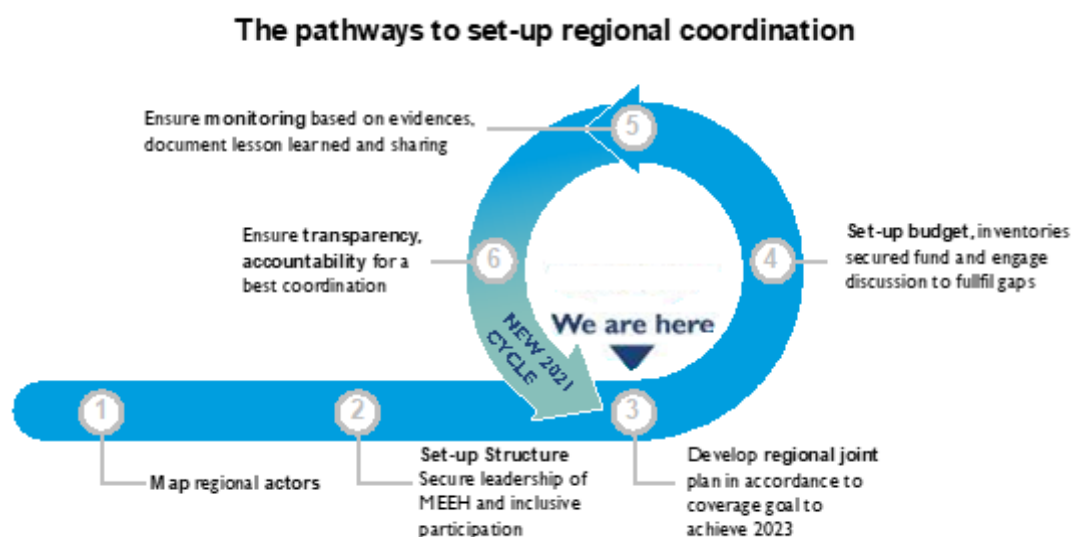 The pathways to set-up regional coordination
Ensure monitoring based on evidences,
document lesson learned and sharing
5
Ensure transparency,
accountability for a
best coordination
6
4
Set-up budget, inventories
secured fund and engage
discussion to fullfil gaps
We are here
NEW 2021
CYCLE
1
2
3
Map regional actors
Set-up Structure
Secure leadership of
MEEH and inclusive
participation
Develop regional joint
plan in accordance to
coverage goal to
achieve 2023